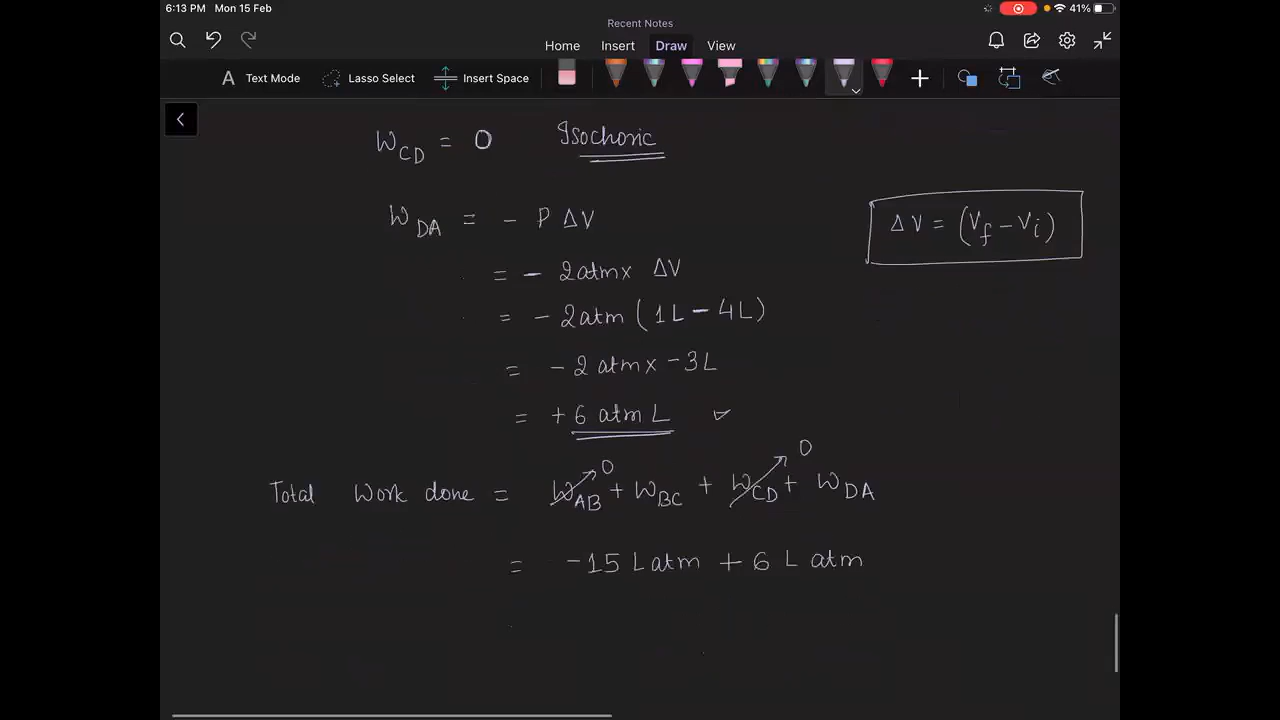 6:13 PM Mon 15 Feb
41%
Recent Notes
Home Insert Draw View
Text Mode Lasso Select Insert Space
W_CD = 0 Isochoric
W_DA = - P ΔV
ΔV = (V_f - V_i)
= - 2atm x ΔV
= - 2atm (1L - 4L)
= - 2 atm x - 3L
= + 6 atm L ✓
0 0
Total Work done = W_AB + W_BC + W_CD + W_DA
= -15 L atm + 6 L atm